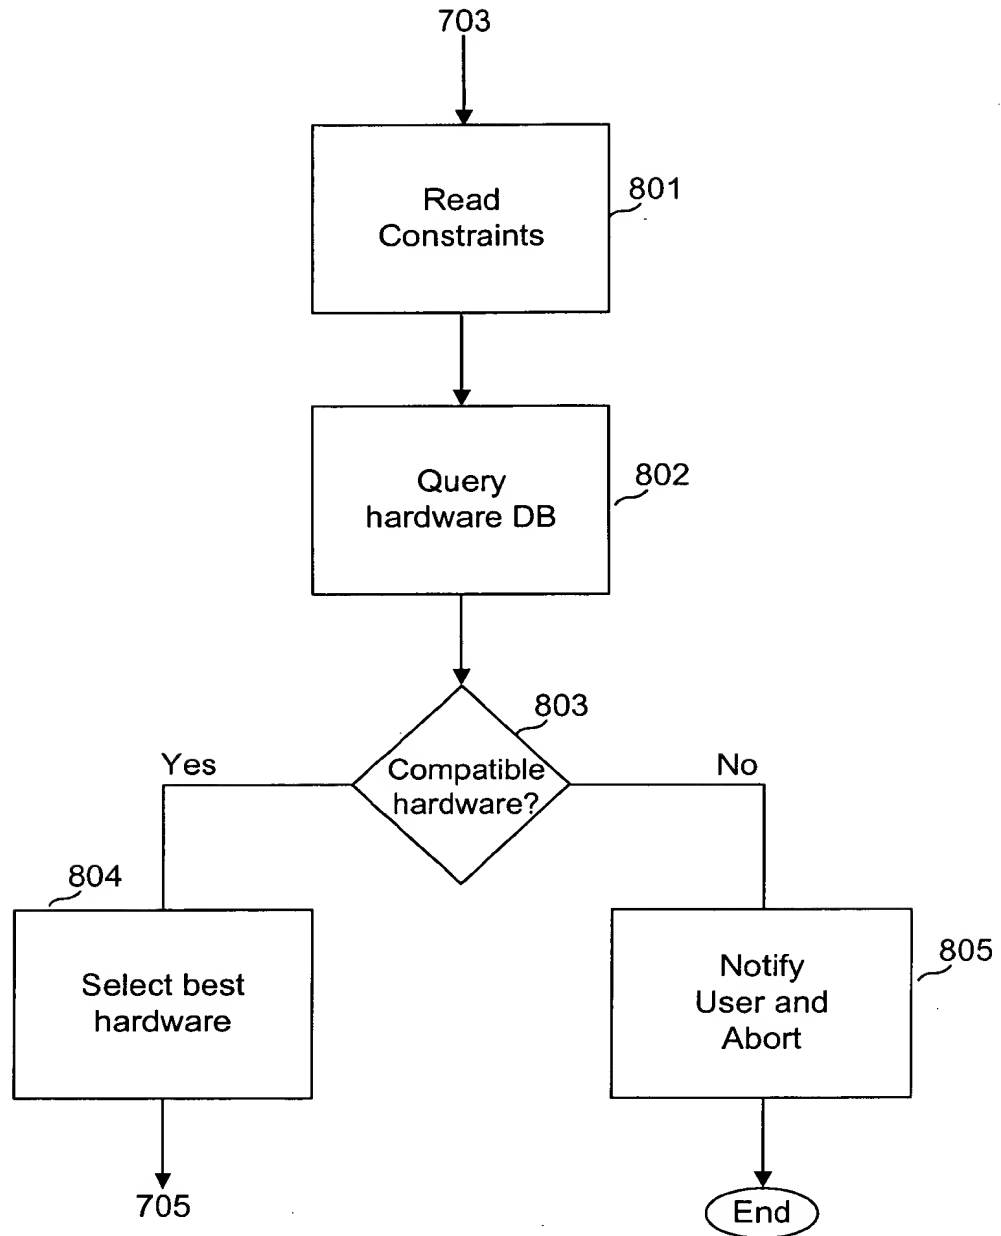 703
Read
Constraints
801
Query
hardware DB
802
803
Compatible
hardware?
Yes
No
804
Select best
hardware
805
Notify
User and
Abort
705
End